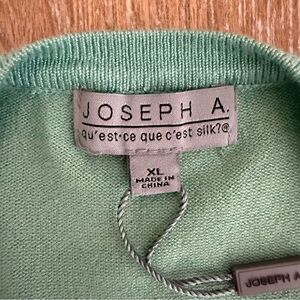 JOSEPH A.
qu'est·ce que c'est silk?®
XL
MADE IN
CHINA
JOSEPH A